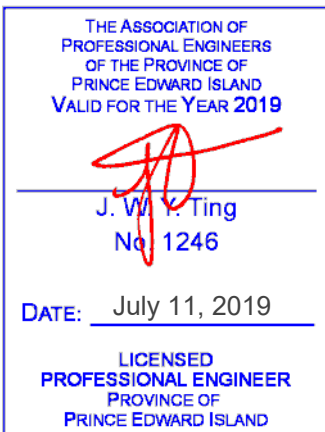 THE ASSOCIATION OF
PROFESSIONAL ENGINEERS
OF THE PROVINCE OF
PRINCE EDWARD ISLAND
VALID FOR THE YEAR 2019
J. W. Y. Ting
No. 1246
DATE: July 11, 2019
LICENSED
PROFESSIONAL ENGINEER
PROVINCE OF
PRINCE EDWARD ISLAND